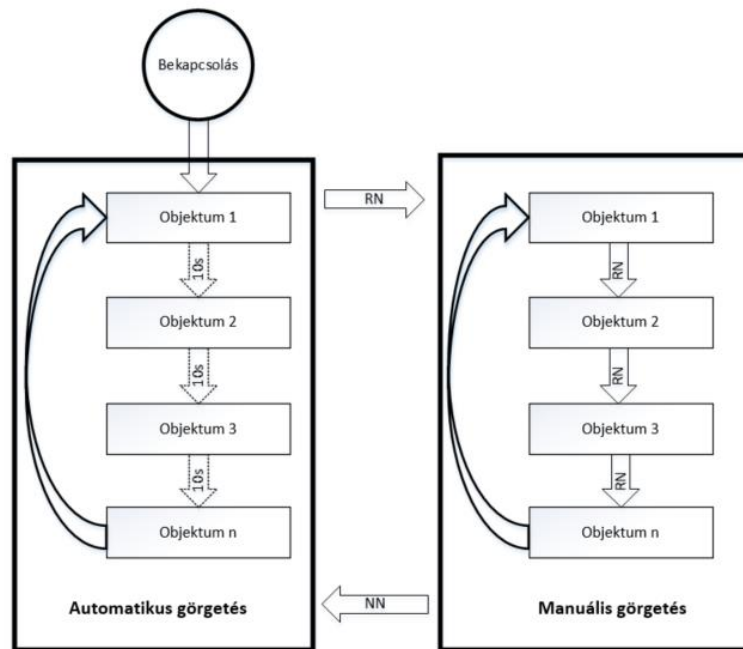 Bekapcsolás
Objektum 1
10s
Objektum 2
10s
Objektum 3
10s
Objektum n
Automatikus görgetés
RN
NN
Objektum 1
RN
Objektum 2
RN
Objektum 3
RN
Objektum n
Manuális görgetés